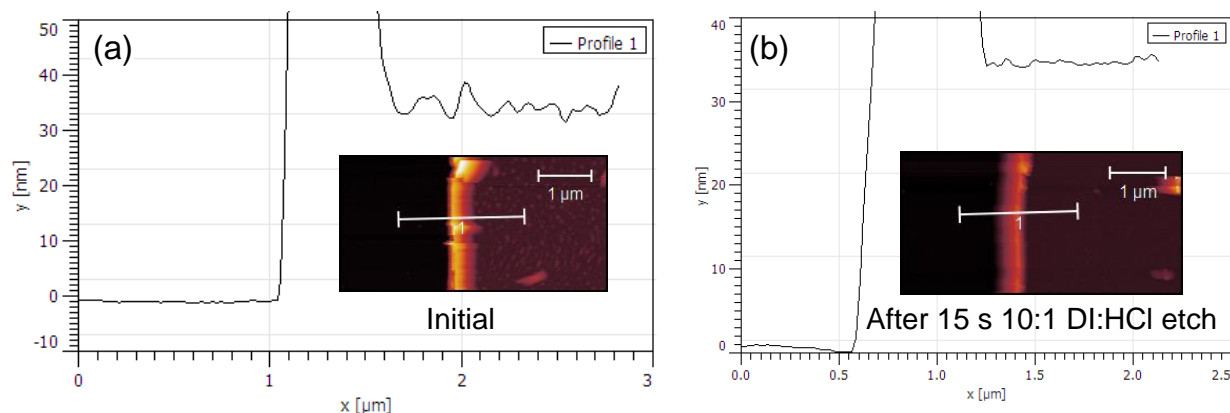 (a)
Profile 1
50
40
30
20
10
0
-10
y [nm]
1 µm
1
Initial
0
1
2
3
x [µm]
(b)
Profile 1
40
30
20
10
0
y [nm]
1 µm
1
After 15 s 10:1 DI:HCl etch
0.0
0.5
1.0
1.5
2.0
2.5
x [µm]